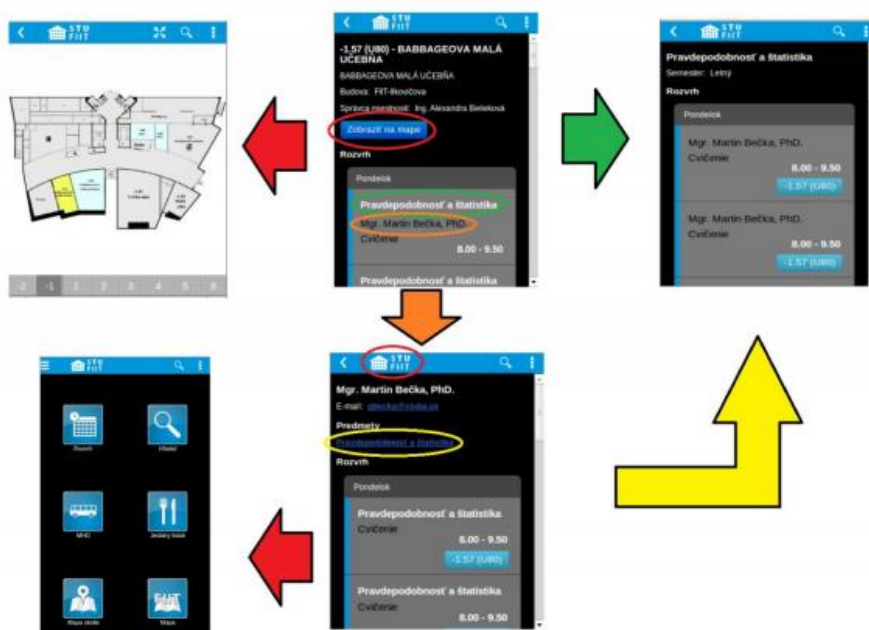 STU
FIIT
-2 -1 1 2 3 4 5 6
STU
FIIT
-1.57 (U80) - BABBAGEOVA MALÁ
UČEBŇA
BABBAGEOVA MALÁ UČEBŇA
Budova: FIIT-Ilkovičova
Správca miestnosti: Ing. Alexandra Bieleková
Zobraziť na mape
Rozvrh
Pondelok
Pravdepodobnosť a štatistika
Mgr. Martin Bečka, PhD.
Cvičenie
8.00 - 9.50
Pravdepodobnosť a štatistika
STU
FIIT
Pravdepodobnosť a štatistika
Semester: Letný
Rozvrh
Pondelok
Mgr. Martin Bečka, PhD.
Cvičenie
8.00 - 9.50
-1.57 (U80)
Mgr. Martin Bečka, PhD.
Cvičenie
8.00 - 9.50
-1.57 (U80)
STU
FIIT
Rozvrh
Hľadať
MHD
Jedálny lístok
FIIT
Mapa okolia
Mapa
STU
FIIT
Mgr. Martin Bečka, PhD.
E-mail:
Predmety
Pravdepodobnosť a štatistika
Rozvrh
Pondelok
Pravdepodobnosť a štatistika
Cvičenie
8.00 - 9.50
-1.57 (U80)
Pravdepodobnosť a štatistika
Cvičenie
8.00 - 9.50